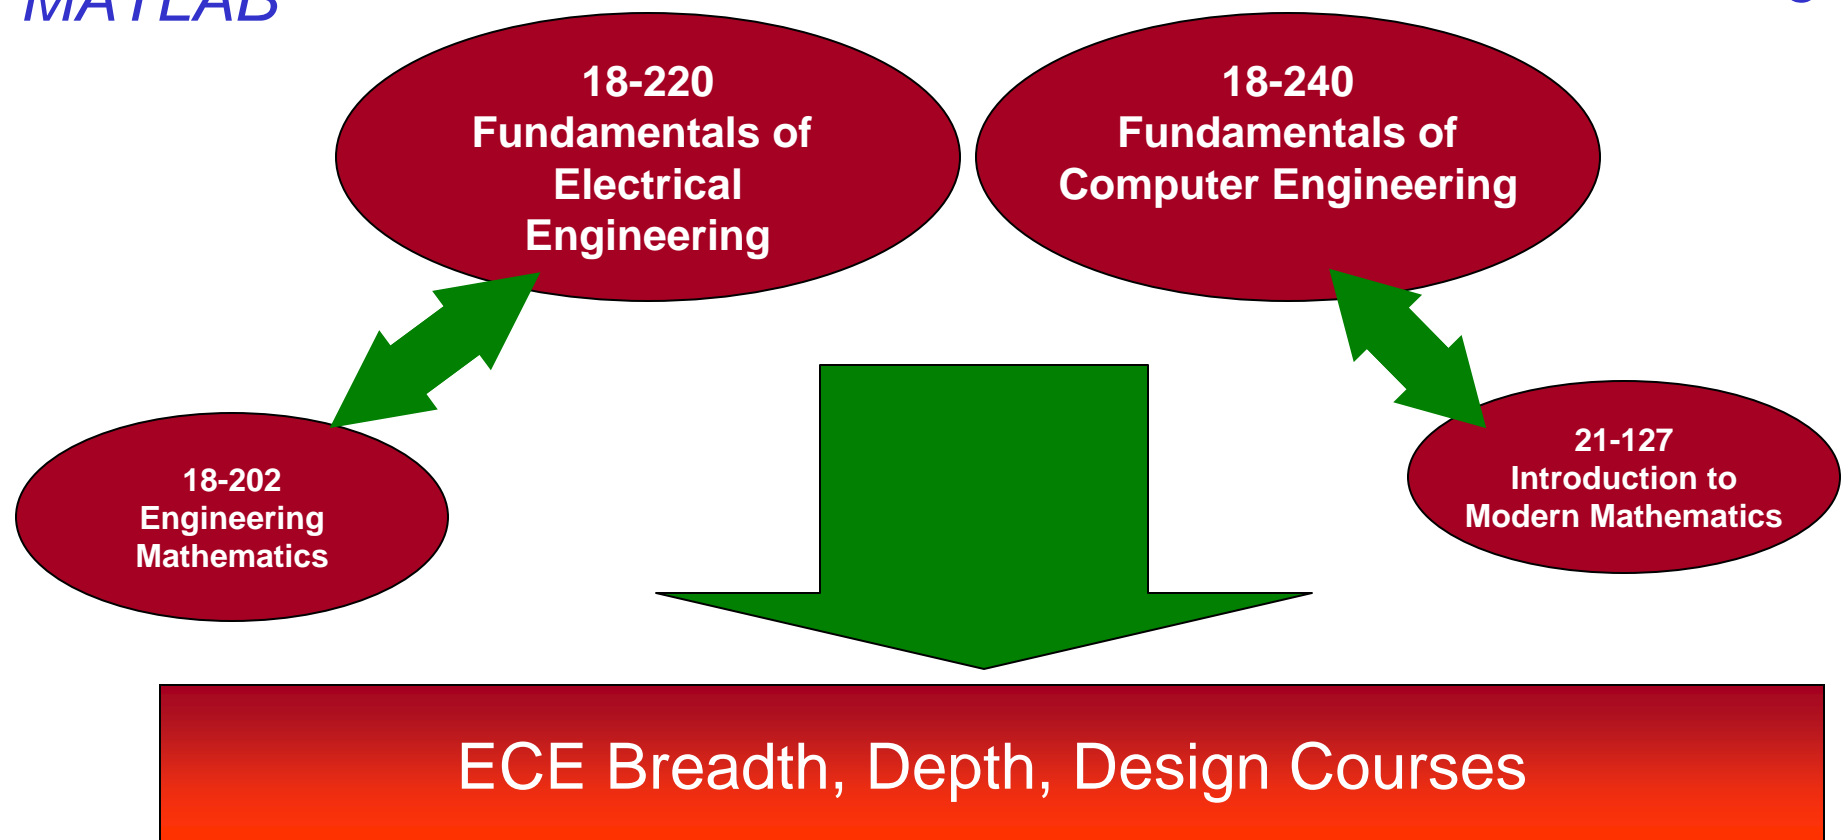 MATLAB
18-220
Fundamentals of
Electrical
Engineering
18-240
Fundamentals of
Computer Engineering
18-202
Engineering
Mathematics
21-127
Introduction to
Modern Mathematics
ECE Breadth, Depth, Design Courses